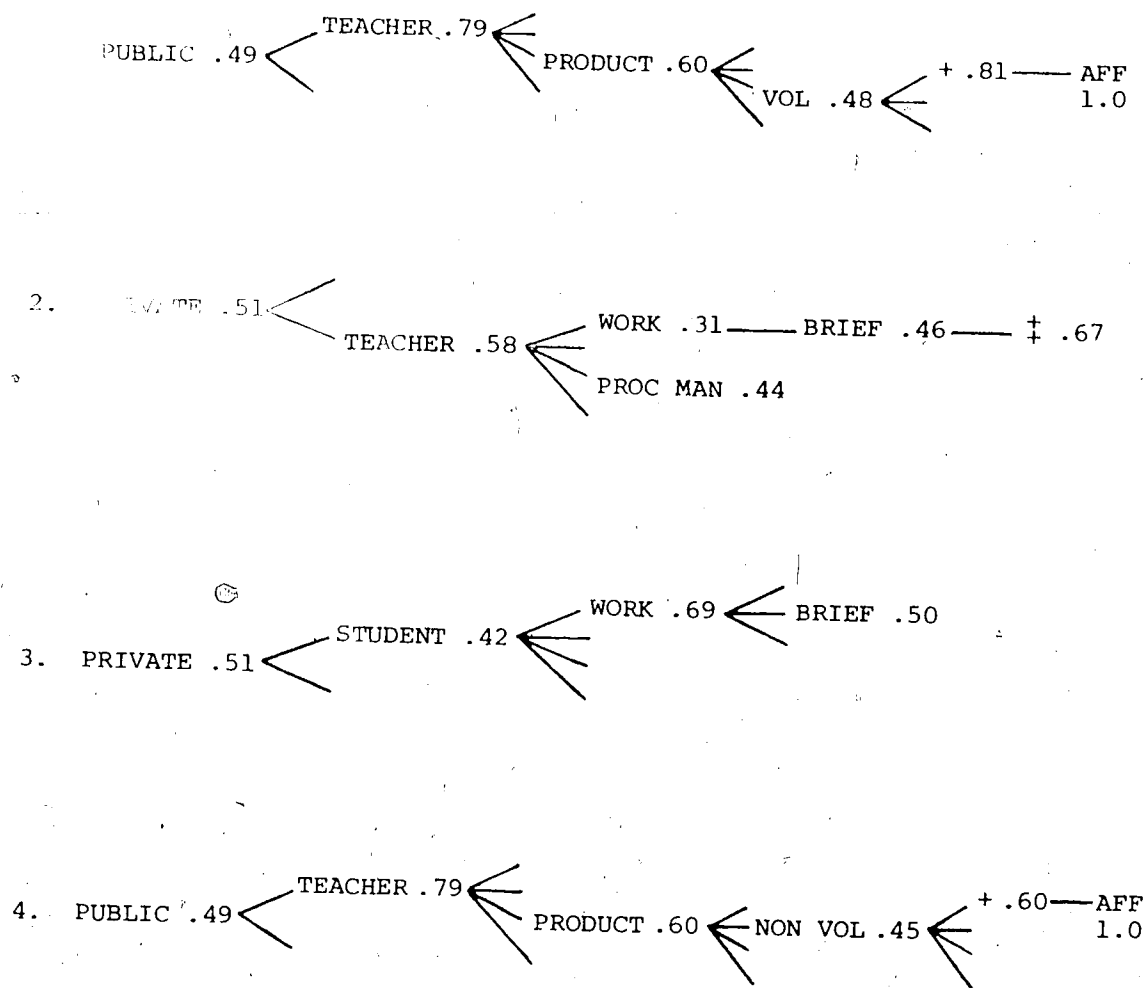 PUBLIC .49 TEACHER .79 PRODUCT .60 VOL .48 + .81 AFF
1.0
2. .51 TEACHER .58 WORK .31 BRIEF .46 ‡ .67
PROC MAN .44
3. PRIVATE .51 STUDENT .42 WORK .69 BRIEF .50
4. PUBLIC .49 TEACHER .79 PRODUCT .60 NON VOL .45 + .60 AFF
1.0